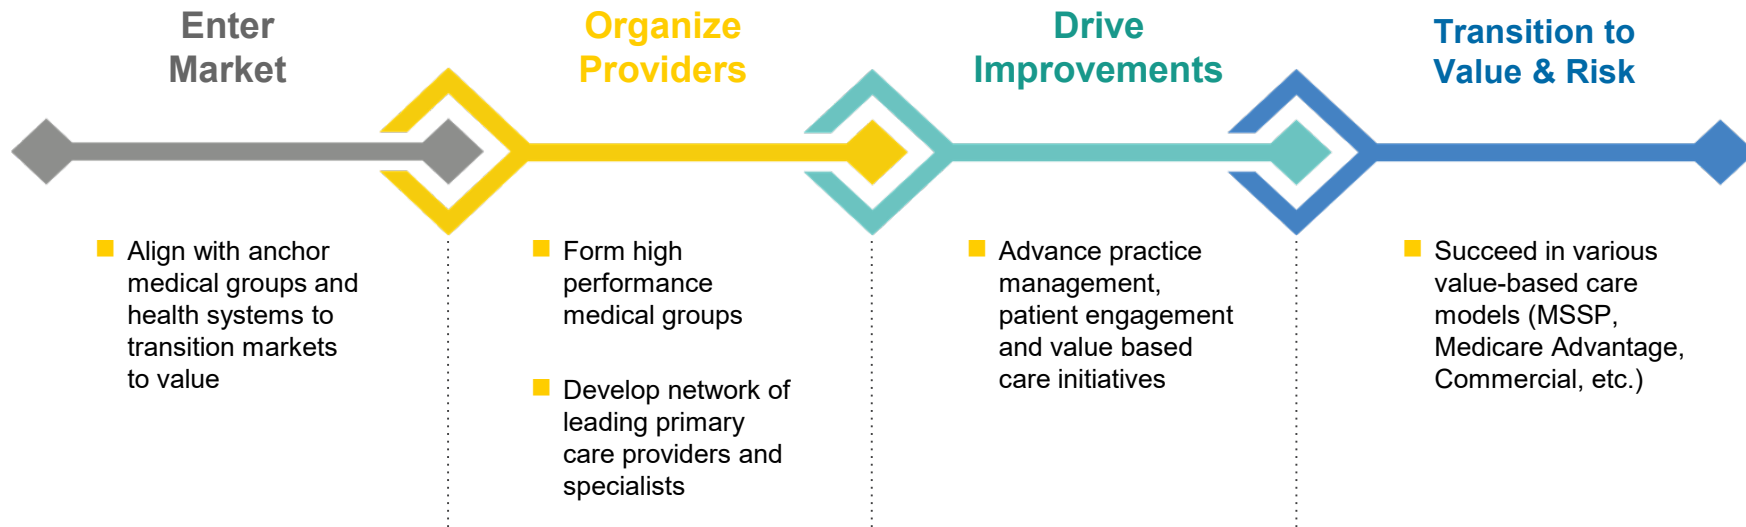 Enter
Market
Organize
Providers
Drive
Improvements
Transition to
Value & Risk
Align with anchor
medical groups and
health systems to
transition markets
to value
Form high
performance
medical groups
Develop network of
leading primary
care providers and
specialists
Advance practice
management,
patient engagement
and value based
care initiatives
Succeed in various
value-based care
models (MSSP,
Medicare Advantage,
Commercial, etc.)